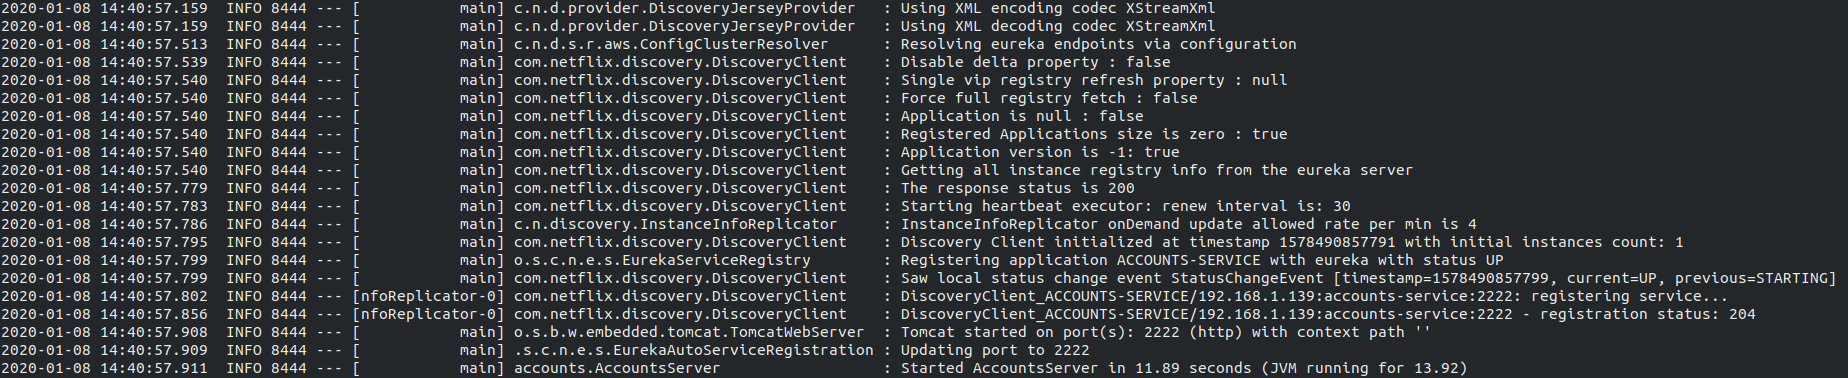 2020-01-08 14:40:57.159  INFO 8444 --- [           main] c.n.d.provider.DiscoveryJerseyProvider   : Using XML encoding codec XStreamXml
2020-01-08 14:40:57.159  INFO 8444 --- [           main] c.n.d.provider.DiscoveryJerseyProvider   : Using XML decoding codec XStreamXml
2020-01-08 14:40:57.513  INFO 8444 --- [           main] c.n.d.s.r.aws.ConfigClusterResolver      : Resolving eureka endpoints via configuration
2020-01-08 14:40:57.539  INFO 8444 --- [           main] com.netflix.discovery.DiscoveryClient    : Disable delta property : false
2020-01-08 14:40:57.540  INFO 8444 --- [           main] com.netflix.discovery.DiscoveryClient    : Single vip registry refresh property : null
2020-01-08 14:40:57.540  INFO 8444 --- [           main] com.netflix.discovery.DiscoveryClient    : Force full registry fetch : false
2020-01-08 14:40:57.540  INFO 8444 --- [           main] com.netflix.discovery.DiscoveryClient    : Application is null : false
2020-01-08 14:40:57.540  INFO 8444 --- [           main] com.netflix.discovery.DiscoveryClient    : Registered Applications size is zero : true
2020-01-08 14:40:57.540  INFO 8444 --- [           main] com.netflix.discovery.DiscoveryClient    : Application version is -1: true
2020-01-08 14:40:57.540  INFO 8444 --- [           main] com.netflix.discovery.DiscoveryClient    : Getting all instance registry info from the eureka server
2020-01-08 14:40:57.779  INFO 8444 --- [           main] com.netflix.discovery.DiscoveryClient    : The response status is 200
2020-01-08 14:40:57.783  INFO 8444 --- [           main] com.netflix.discovery.DiscoveryClient    : Starting heartbeat executor: renew interval is: 30
2020-01-08 14:40:57.786  INFO 8444 --- [           main] c.n.discovery.InstanceInfoReplicator     : InstanceInfoReplicator onDemand update allowed rate per min is 4
2020-01-08 14:40:57.795  INFO 8444 --- [           main] com.netflix.discovery.DiscoveryClient    : Discovery Client initialized at timestamp 1578490857791 with initial instances count: 1
2020-01-08 14:40:57.799  INFO 8444 --- [           main] o.s.c.n.e.s.EurekaServiceRegistry        : Registering application ACCOUNTS-SERVICE with eureka with status UP
2020-01-08 14:40:57.799  INFO 8444 --- [           main] com.netflix.discovery.DiscoveryClient    : Saw local status change event StatusChangeEvent [timestamp=1578490857799, current=UP, previous=STARTING]
2020-01-08 14:40:57.802  INFO 8444 --- [nfoReplicator-0] com.netflix.discovery.DiscoveryClient    : DiscoveryClient_ACCOUNTS-SERVICE/192.168.1.139:accounts-service:2222: registering service...
2020-01-08 14:40:57.856  INFO 8444 --- [nfoReplicator-0] com.netflix.discovery.DiscoveryClient    : DiscoveryClient_ACCOUNTS-SERVICE/192.168.1.139:accounts-service:2222 - registration status: 204
2020-01-08 14:40:57.908  INFO 8444 --- [           main] o.s.b.w.embedded.tomcat.TomcatWebServer  : Tomcat started on port(s): 2222 (http) with context path ''
2020-01-08 14:40:57.909  INFO 8444 --- [           main] .s.c.n.e.s.EurekaAutoServiceRegistration : Updating port to 2222
2020-01-08 14:40:57.911  INFO 8444 --- [           main] accounts.AccountsServer                  : Started AccountsServer in 11.89 seconds (JVM running for 13.92)